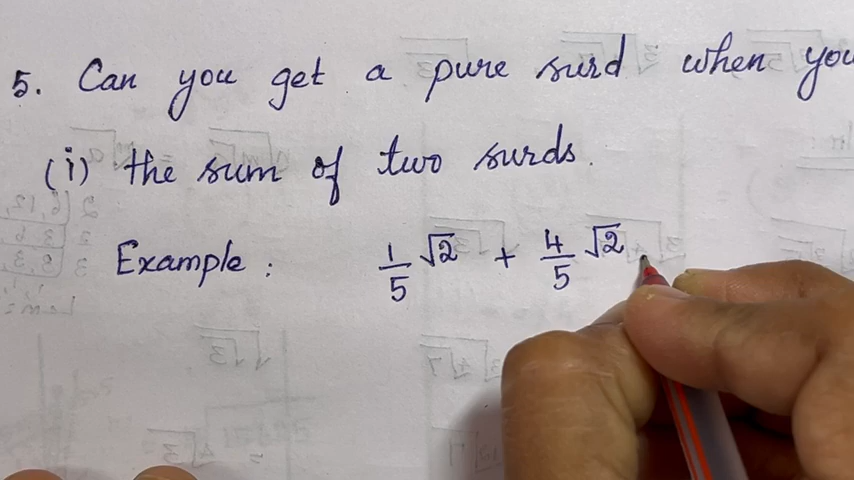 5. Can you get a pure surd when you
(i) the sum of two surds.
Example : 1/5 √2 + 4/5 √2